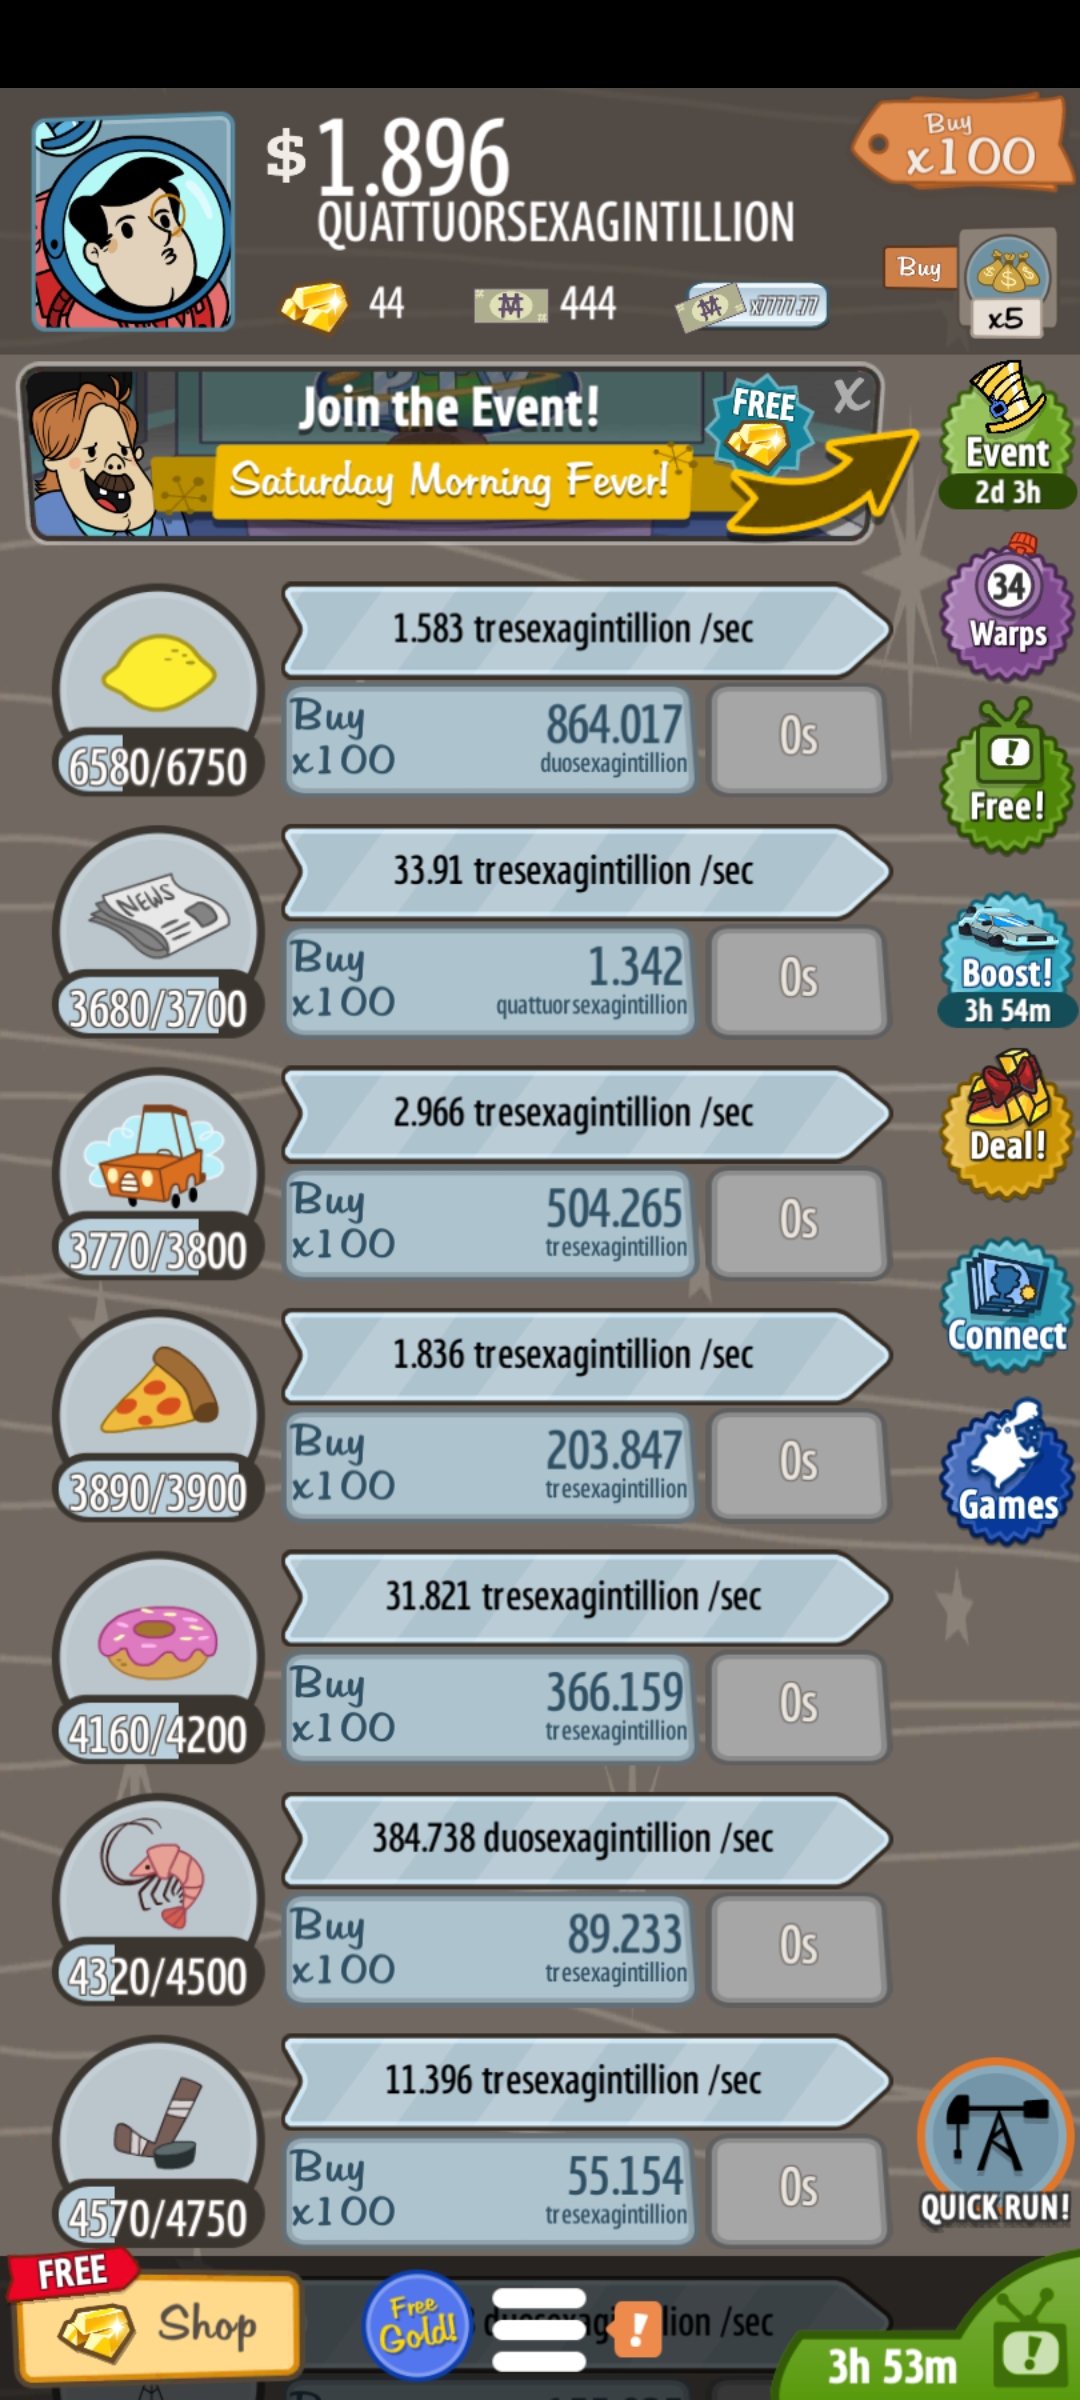 $1.896
QUATTUORSEXAGINTILLION
Buy
x100
44
444
x7777.77
Buy
x5
Join the Event!
FREE
X
Saturday Morning Fever!
Event
2d 3h
34
Warps
Free!
Boost!
3h 54m
Deal!
Connect
Games
1.583 tresexagintillion /sec
6580/6750
Buy
x100
864.017
duosexagintillion
0s
NEWS
33.91 tresexagintillion /sec
3680/3700
Buy
x100
1.342
quattuorsexagintillion
0s
2.966 tresexagintillion /sec
3770/3800
Buy
x100
504.265
tresexagintillion
0s
1.836 tresexagintillion /sec
3890/3900
Buy
x100
203.847
tresexagintillion
0s
31.821 tresexagintillion /sec
4160/4200
Buy
x100
366.159
tresexagintillion
0s
384.738 duosexagintillion /sec
4320/4500
Buy
x100
89.233
tresexagintillion
0s
11.396 tresexagintillion /sec
4570/4750
Buy
x100
55.154
tresexagintillion
0s
QUICK RUN!
FREE
Shop
Free
Gold!
/sec
3h 53m